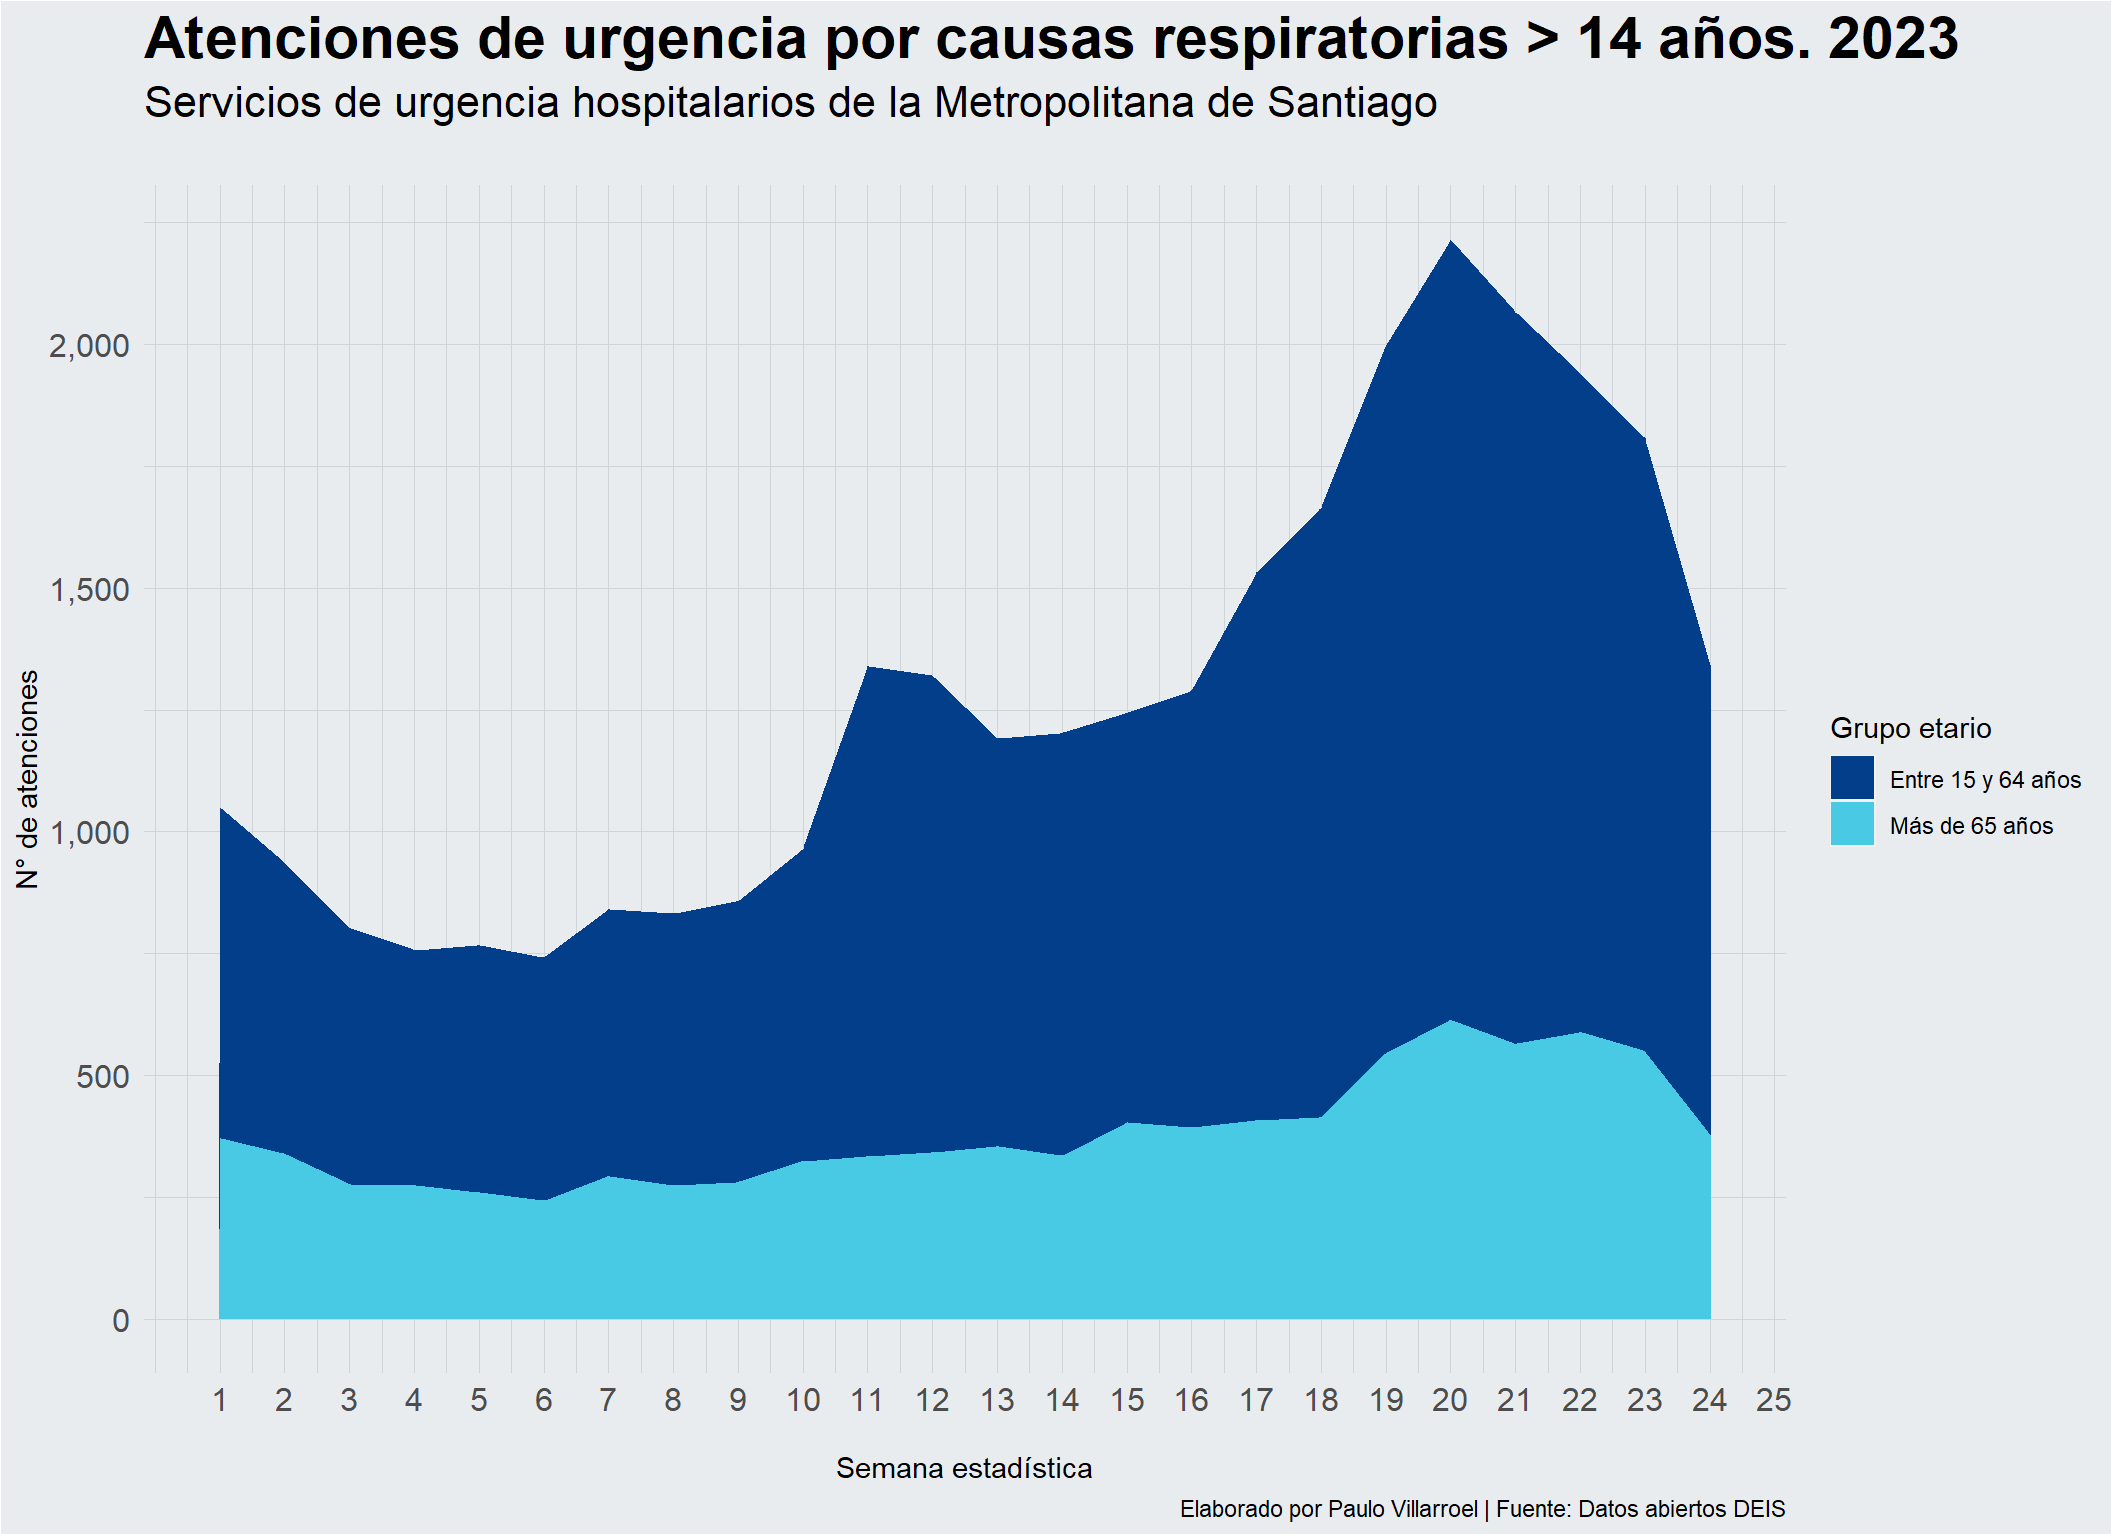 Atenciones de urgencia por causas respiratorias > 14 años. 2023
Servicios de urgencia hospitalarios de la Metropolitana de Santiago
N° de atenciones
2,000
1,500
1,000
500
0
Grupo etario
Entre 15 y 64 años
Más de 65 años
1 2 3 4 5 6 7 8 9 10 11 12 13 14 15 16 17 18 19 20 21 22 23 24 25
Semana estadística
Elaborado por Paulo Villarroel | Fuente: Datos abiertos DEIS